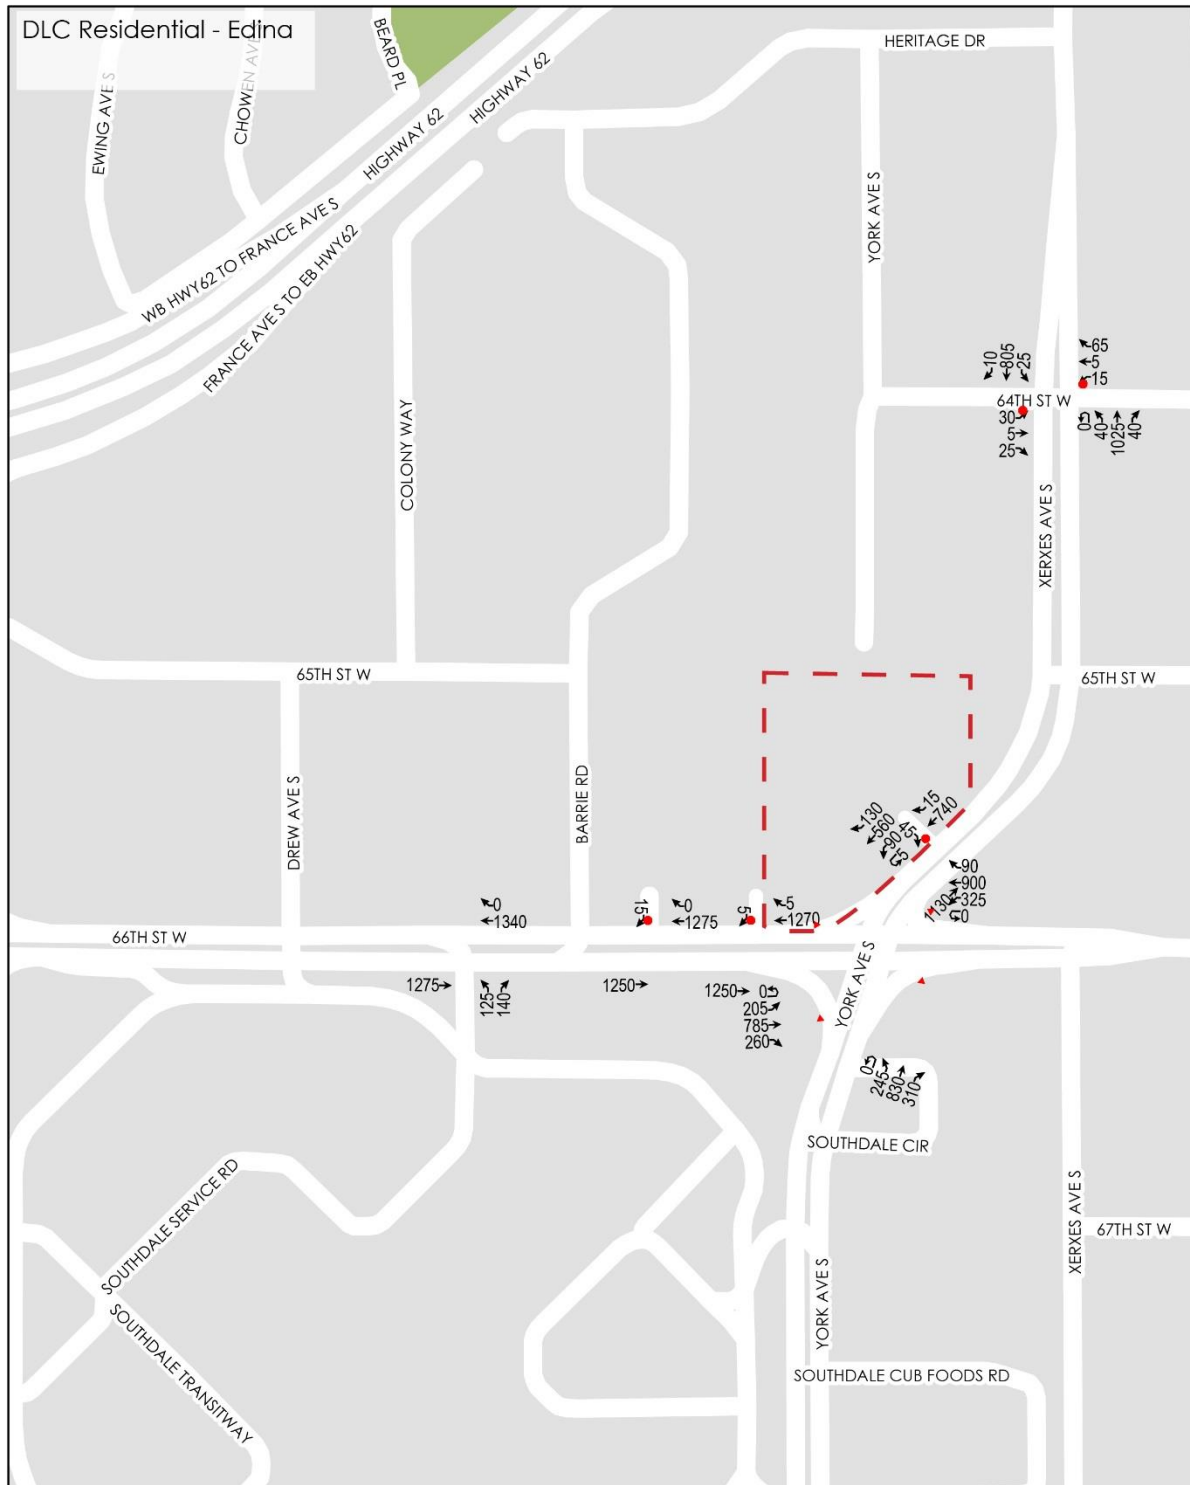 DLC Residential - Edina
BEARD PL
CHOWEN AVE
EWING AVE S
HIGHWAY 62
HIGHWAY 62
HERITAGE DR
WB HWY62 TO FRANCE AVE S
FRANCE AVE S TO EB HWY62
YORK AVE S
10
805
25
65
5
15
64TH ST W
30
5
25
0
40
1025
40
COLONY WAY
XERXES AVE S
65TH ST W
65TH ST W
DREW AVE S
BARRIE RD
130
560
90
5
15
740
45
90
900
325
0
1130
0
1340
15
0
1275
5
5
1270
66TH ST W
1275
125
140
1250
1250
0
205
785
260
YORK AVE S
0
245
830
310
SOUTHDALE CIR
SOUTHDALE SERVICE RD
XERXES AVE S
67TH ST W
SOUTHDALE TRANSITWAY
YORK AVE S
SOUTHDALE CUB FOODS RD